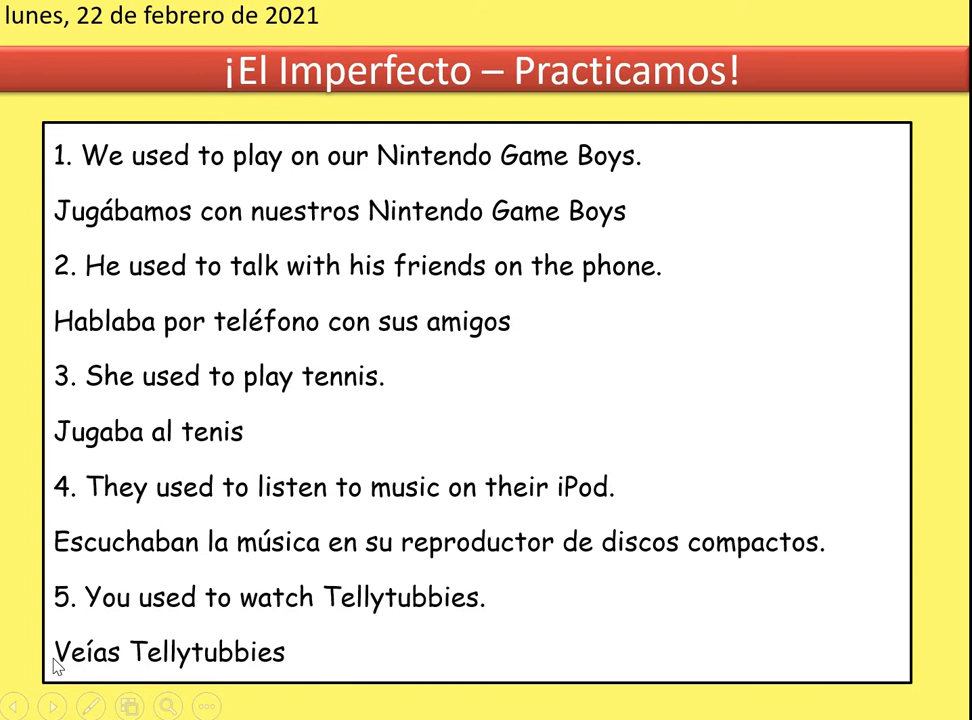 lunes, 22 de febrero de 2021
¡El Imperfecto – Practicamos!
1. We used to play on our Nintendo Game Boys.
Jugábamos con nuestros Nintendo Game Boys
2. He used to talk with his friends on the phone.
Hablaba por teléfono con sus amigos
3. She used to play tennis.
Jugaba al tenis
4. They used to listen to music on their iPod.
Escuchaban la música en su reproductor de discos compactos.
5. You used to watch Tellytubbies.
Veías Tellytubbies